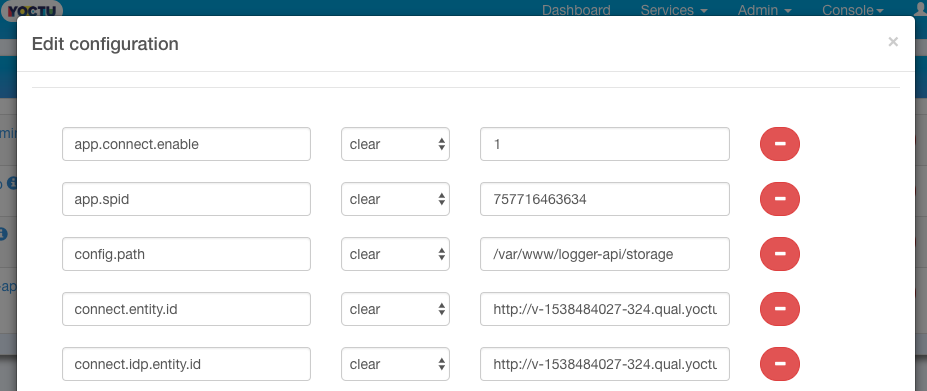 YOCTU Dashboard Services Admin Console
Edit configuration ×
app.connect.enable clear 1
app.spid clear 757716463634
config.path clear /var/www/logger-api/storage
connect.entity.id clear http://v-1538484027-324.qual.yoctu
connect.idp.entity.id clear http://v-1538484027-324.qual.yoctu